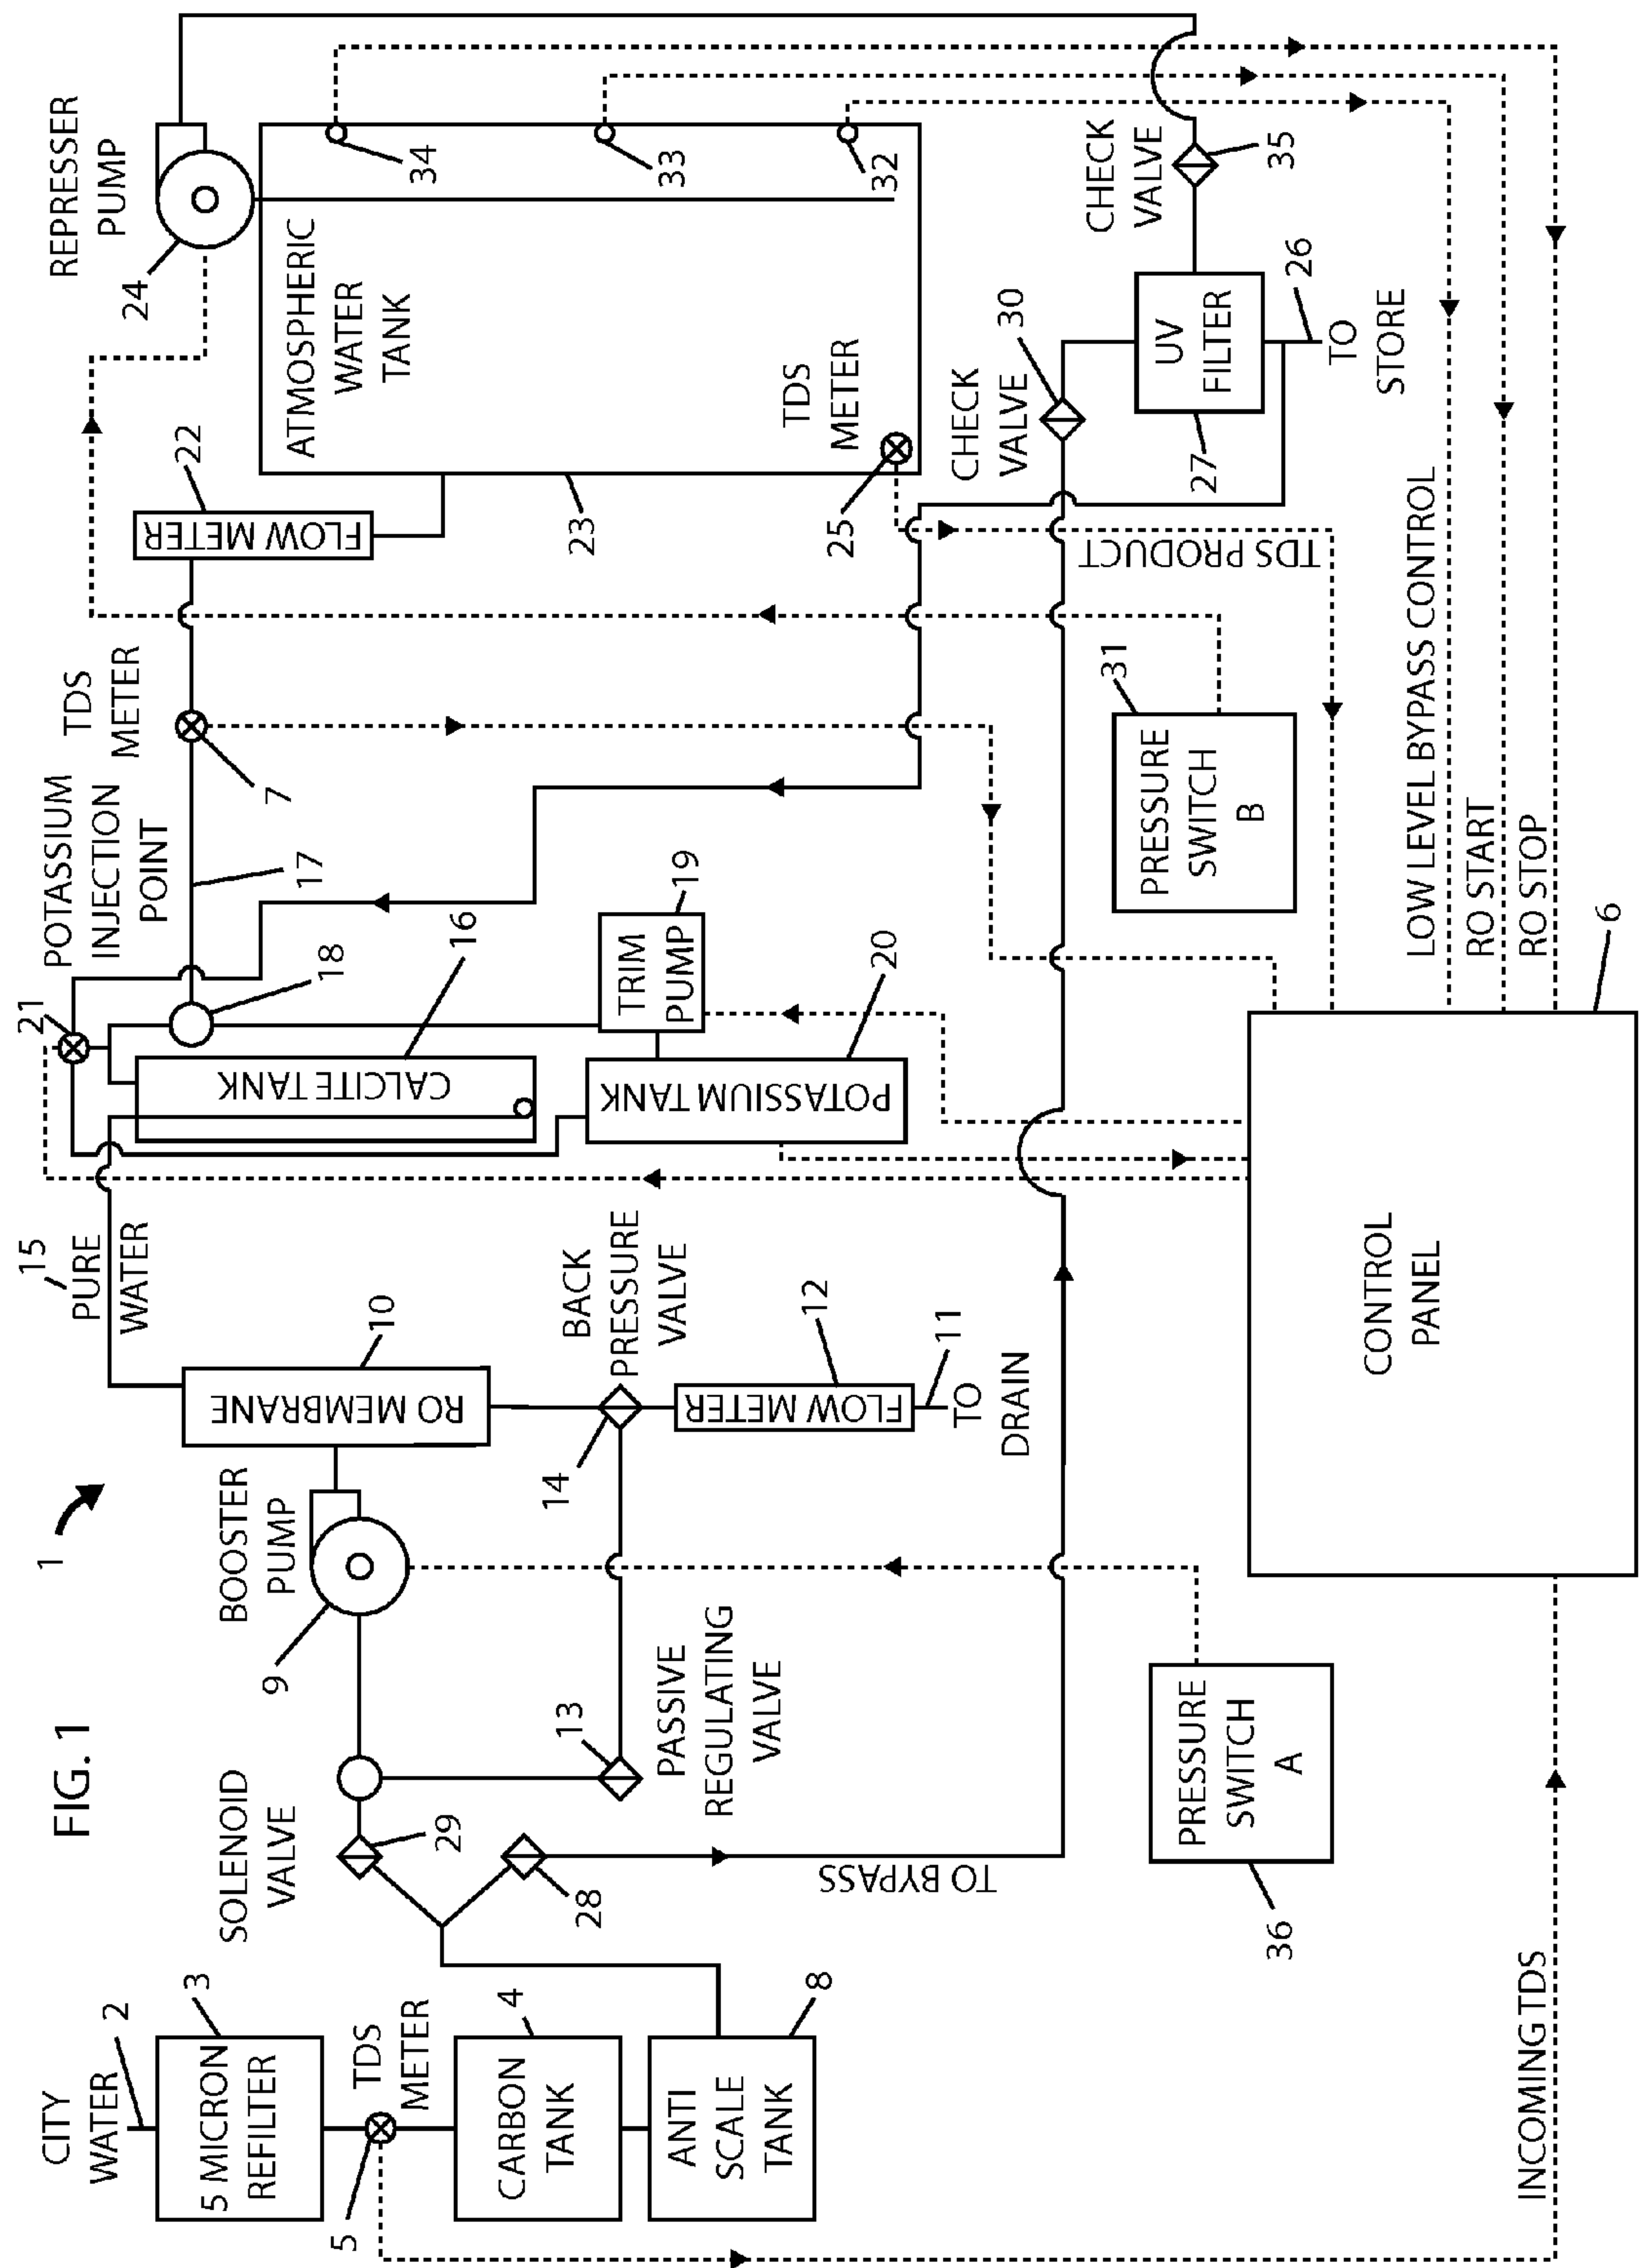 FIG. 1
1
CITY
WATER
2
5 MICRON
REFILTER
3
TDS
METER
5
CARBON
TANK
4
ANTI
SCALE
TANK
8
INCOMING TDS
SOLENOID
VALVE
29
28
TO BYPASS
13
PASSIVE
REGULATING
VALVE
PRESSURE
SWITCH
A
36
BOOSTER
PUMP
9
RO MEMBRANE
10
14
BACK
PRESSURE
VALVE
FLOW METER
12
11
TO
DRAIN
15
PURE
WATER
CONTROL
PANEL
6
21
CALCITE TANK
16
POTASSIUM TANK
20
TRIM
PUMP
19
18
POTASSIUM
INJECTION
POINT
17
TDS
METER
7
PRESSURE
SWITCH
B
31
LOW LEVEL BYPASS CONTROL
RO START
RO STOP
TDS PRODUCT
FLOW METER
22
23
ATMOSPHERIC
WATER
TANK
TDS
METER
25
REPRESSER
PUMP
24
34
33
32
CHECK
VALVE
30
UV
FILTER
27
26
TO
STORE
CHECK
VALVE
35